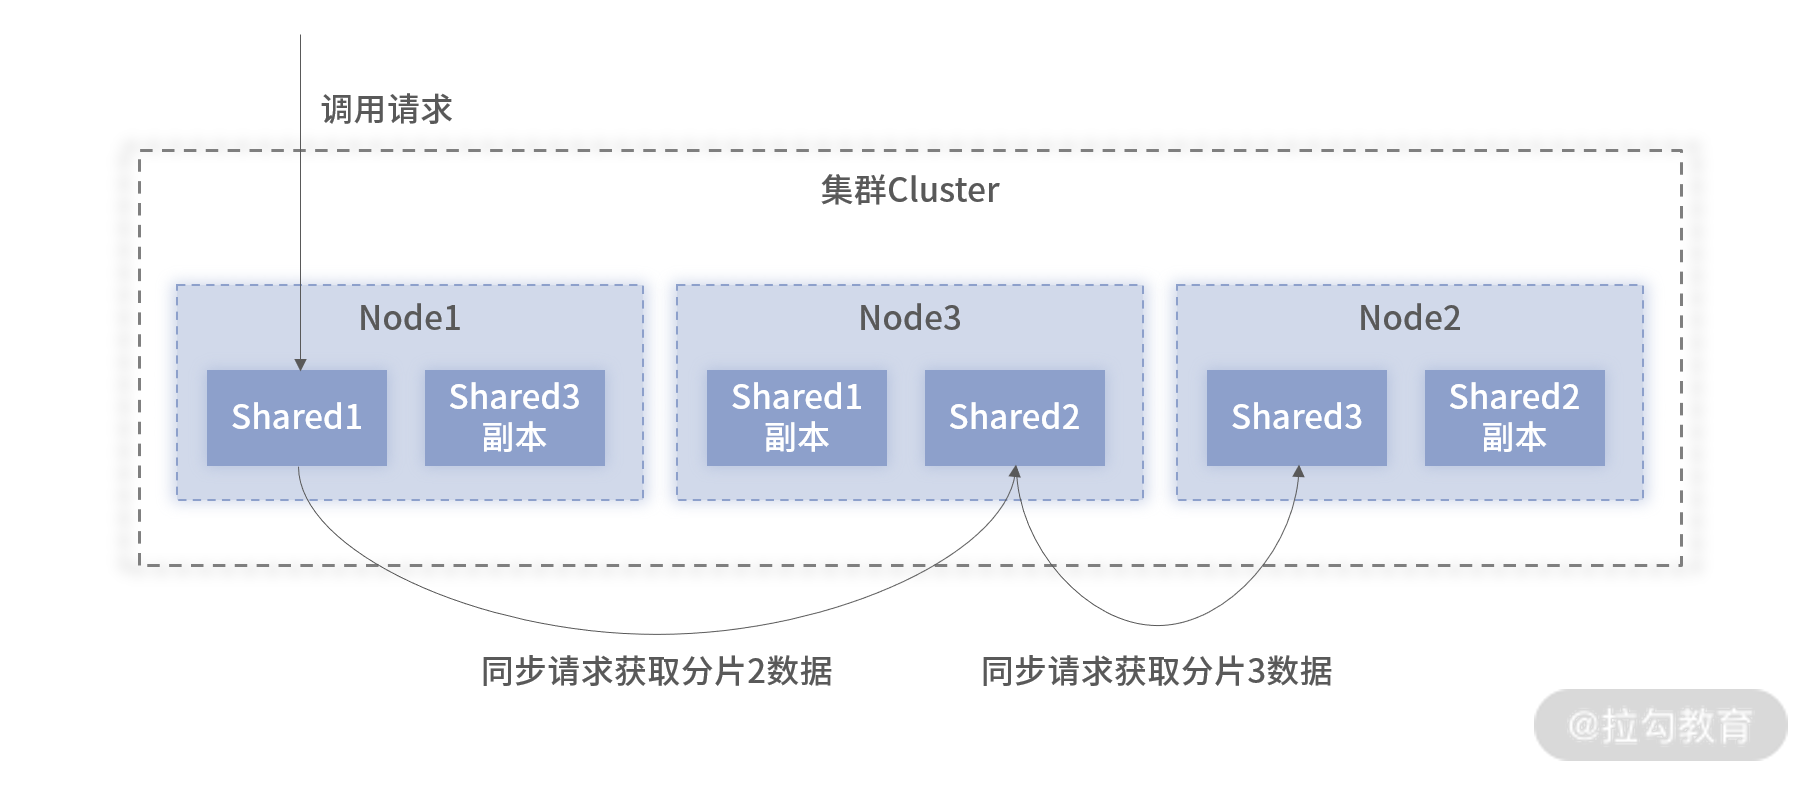 调用请求
集群Cluster
Node1
Node3
Node2
Shared1
Shared3
副本
Shared1
副本
Shared2
Shared3
Shared2
副本
同步请求获取分片2数据
同步请求获取分片3数据
@拉勾教育